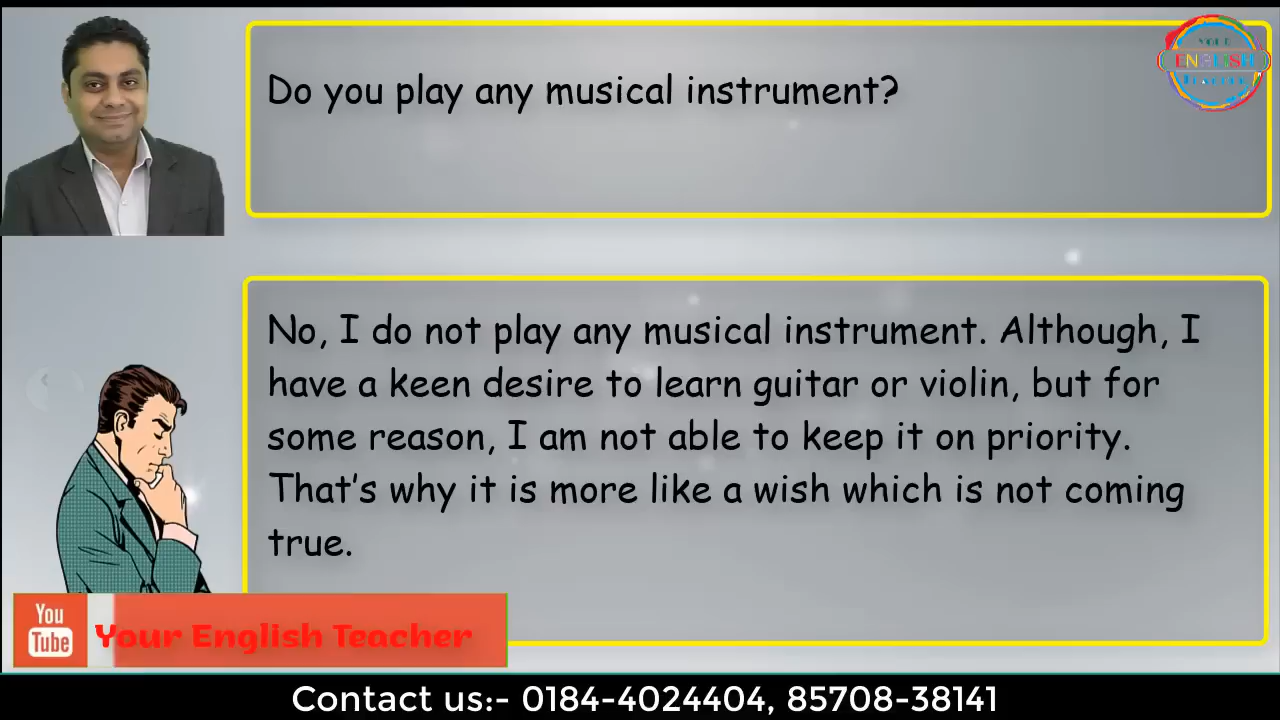 Do you play any musical instrument?
YOUR
ENGLISH
No, I do not play any musical instrument. Although, I
have a keen desire to learn guitar or violin, but for
some reason, I am not able to keep it on priority.
That's why it is more like a wish which is not coming
true.
You
Tube
Your English Teacher
Contact us:- 0184-4024404, 85708-38141